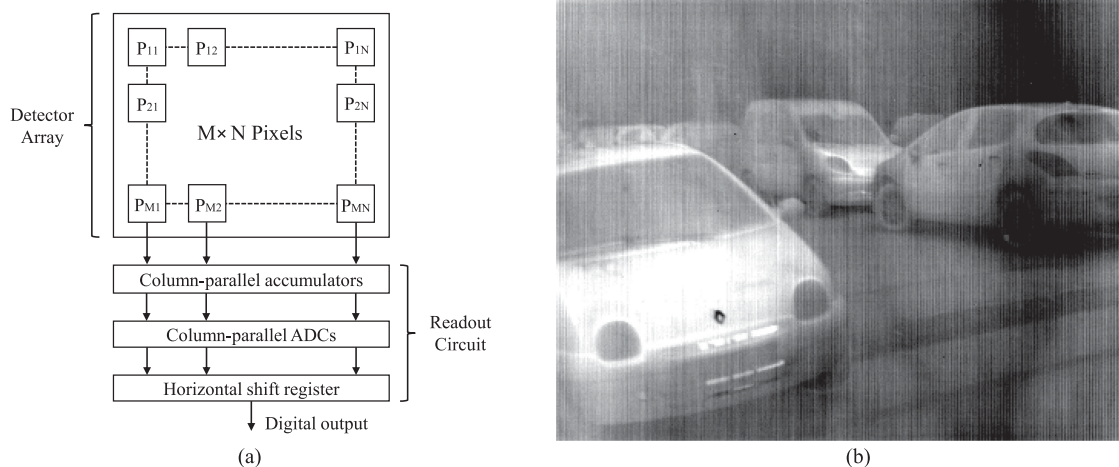 P11 P12 P1N
Detector
Array
P21 P2N
M× N Pixels
PM1 PM2 PMN
Column-parallel accumulators
Column-parallel ADCs
Horizontal shift register
Readout
Circuit
Digital output
(a)
(b)